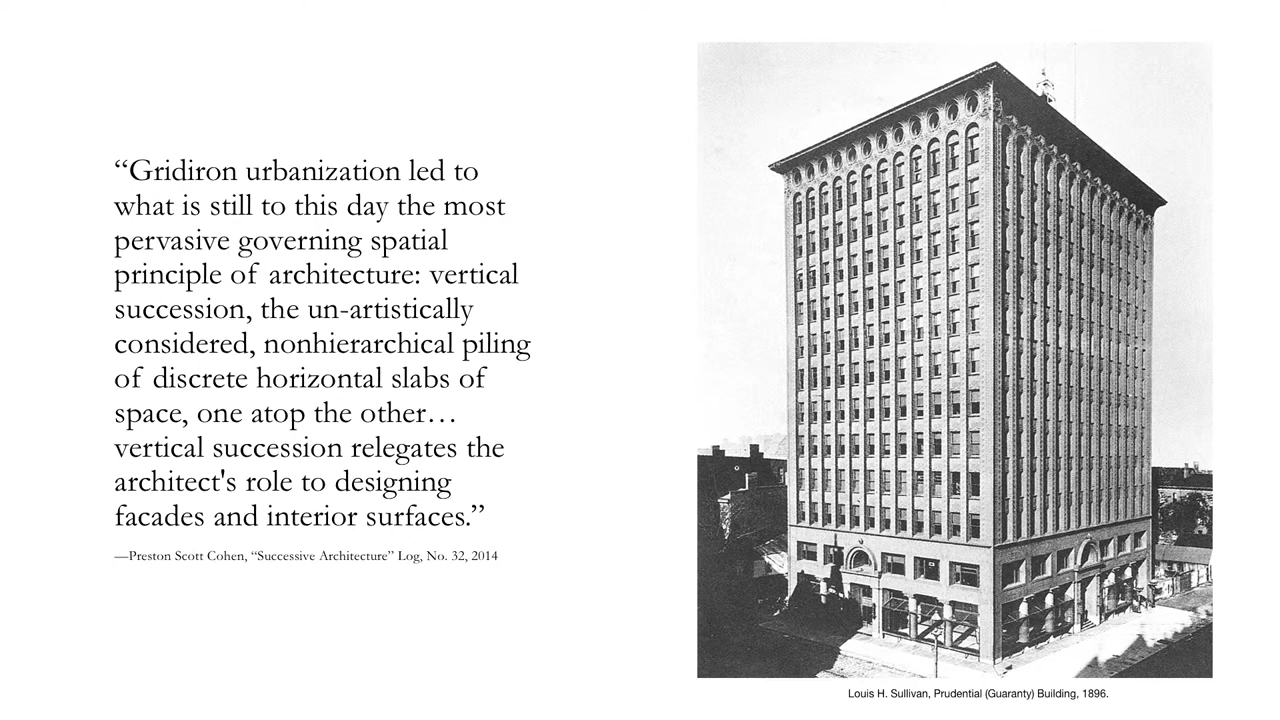 “Gridiron urbanization led to
what is still to this day the most
pervasive governing spatial
principle of architecture: vertical
succession, the un-artistically
considered, nonhierarchical piling
of discrete horizontal slabs of
space, one atop the other…
vertical succession relegates the
architect's role to designing
facades and interior surfaces.”
—Preston Scott Cohen, “Successive Architecture” Log, No. 32, 2014
Louis H. Sullivan, Prudential (Guaranty) Building, 1896.